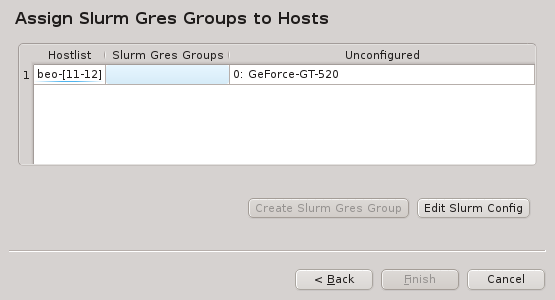 Assign Slurm Gres Groups to Hosts
Hostlist Slurm Gres Groups Unconfigured
1 beo-[11-12] 0: GeForce-GT-520
Create Slurm Gres Group Edit Slurm Config
< Back Finish Cancel